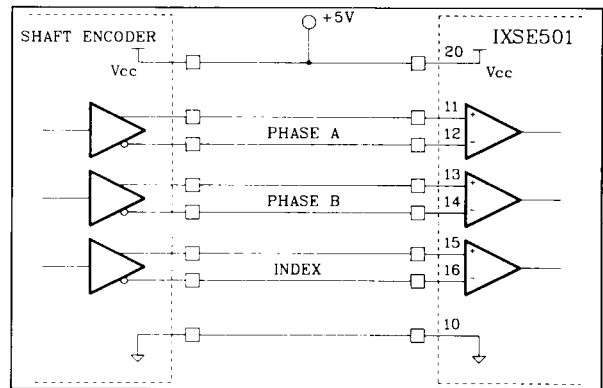 +5V
SHAFT ENCODER
IXSE501
20
Vcc
Vcc
11
+
PHASE A
12
-
13
+
PHASE B
14
-
15
+
INDEX
16
-
10